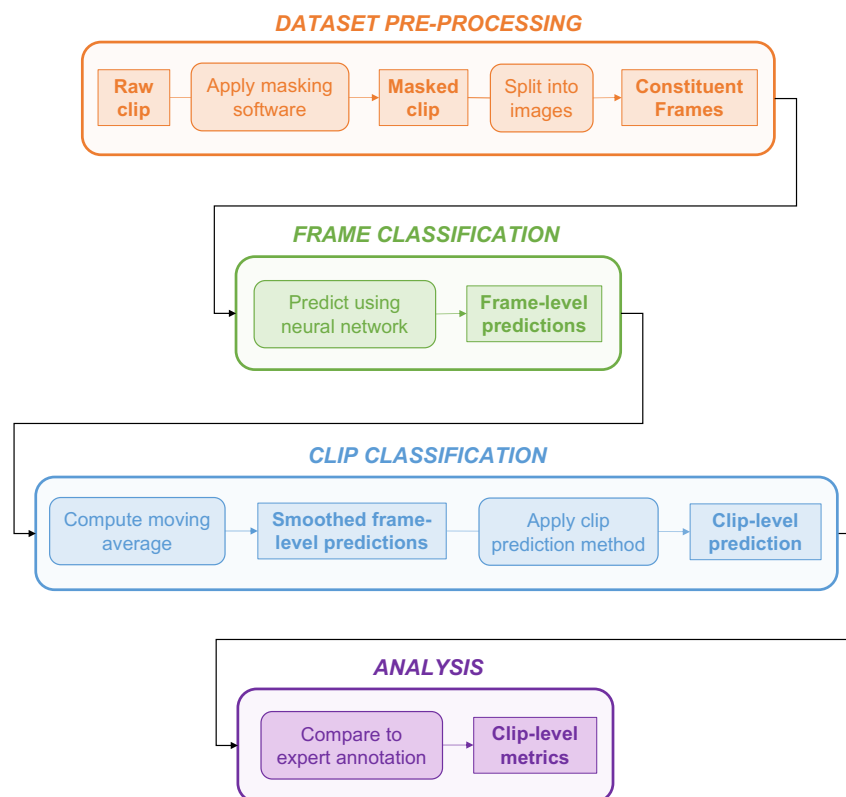 DATASET PRE-PROCESSING
Raw
clip
Apply masking
software
Masked
clip
Split into
images
Constituent
Frames
FRAME CLASSIFICATION
Predict using
neural network
Frame-level
predictions
CLIP CLASSIFICATION
Compute moving
average
Smoothed frame-
level predictions
Apply clip
prediction method
Clip-level
prediction
ANALYSIS
Compare to
expert annotation
Clip-level
metrics